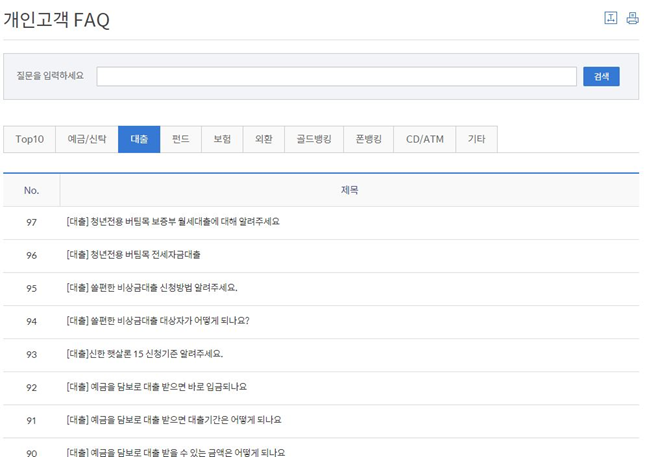 개인고객 FAQ
질문을 입력하세요 검색
Top10 예금/신탁 대출 펀드 보험 외환 골드뱅킹 폰뱅킹 CD/ATM 기타
No. 제목
97 [대출] 청년전용 버팀목 보증부 월세대출에 대해 알려주세요
96 [대출] 청년전용 버팀목 전세자금대출
95 [대출] 쏠편한 비상금대출 신청방법 알려주세요.
94 [대출] 쏠편한 비상금대출 대상자가 어떻게 되나요?
93 [대출]신한 햇살론 15 신청기준 알려주세요.
92 [대출] 예금을 담보로 대출 받으면 바로 입금되나요
91 [대출] 예금을 담보로 대출 받으면 대출기간은 어떻게 되나요
90 [대출] 예금을 담보로 대출 받을 수 있는 금액은 어떻게 되나요